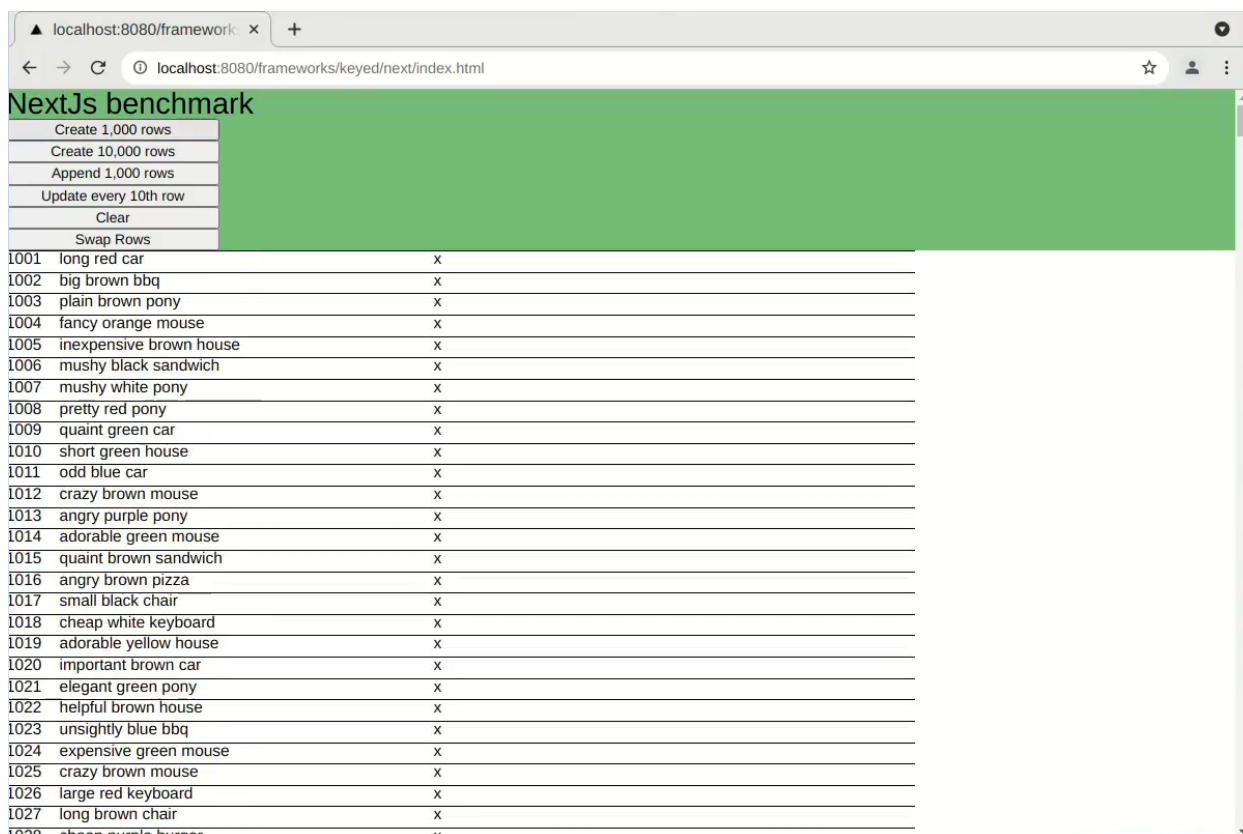 localhost:8080/framework
localhost:8080/frameworks/keyed/next/index.html
NextJs benchmark
Create 1,000 rows
Create 10,000 rows
Append 1,000 rows
Update every 10th row
Clear
Swap Rows
1001 long red car x
1002 big brown bbq x
1003 plain brown pony x
1004 fancy orange mouse x
1005 inexpensive brown house x
1006 mushy black sandwich x
1007 mushy white pony x
1008 pretty red pony x
1009 quaint green car x
1010 short green house x
1011 odd blue car x
1012 crazy brown mouse x
1013 angry purple pony x
1014 adorable green mouse x
1015 quaint brown sandwich x
1016 angry brown pizza x
1017 small black chair x
1018 cheap white keyboard x
1019 adorable yellow house x
1020 important brown car x
1021 elegant green pony x
1022 helpful brown house x
1023 unsightly blue bbq x
1024 expensive green mouse x
1025 crazy brown mouse x
1026 large red keyboard x
1027 long brown chair x
1028 cheap purple burger x